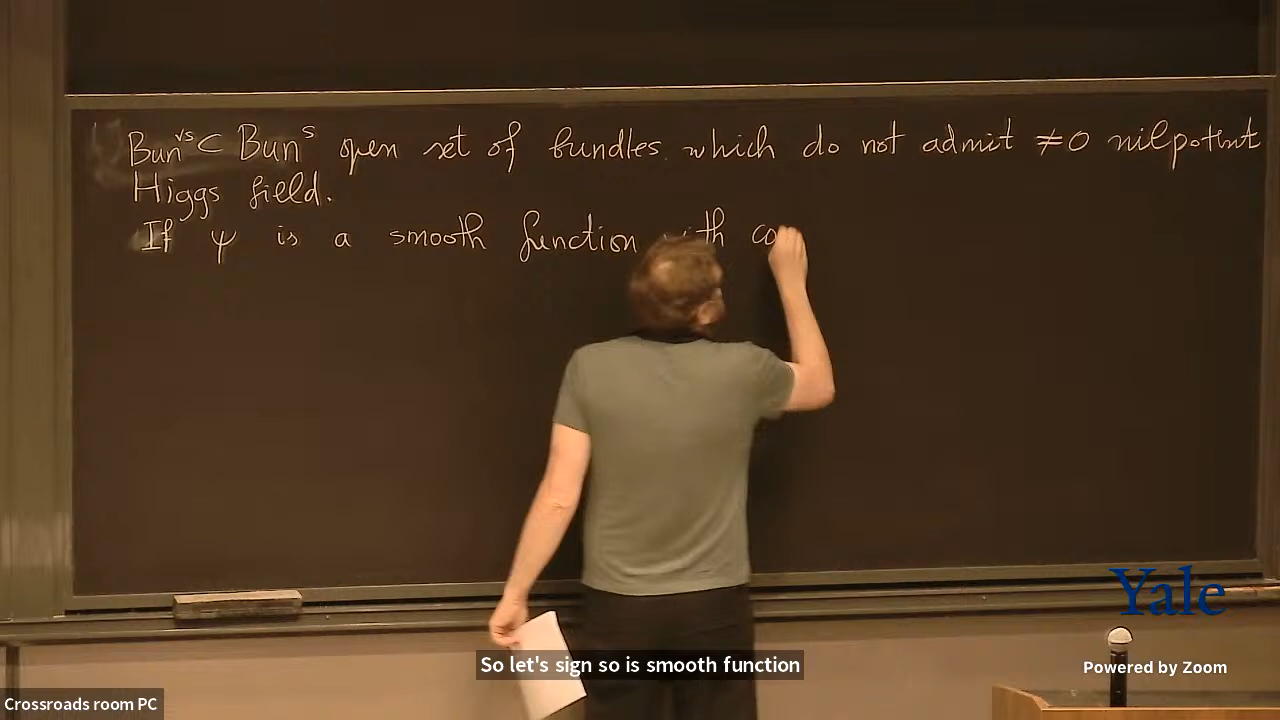 Bun^vs ⊂ Bun^s open set of bundles which do not admit ≠0 nilpotent
Higgs field.
If ψ is a smooth function with co
Yale
So let's sign so is smooth function
Powered by Zoom
Crossroads room PC